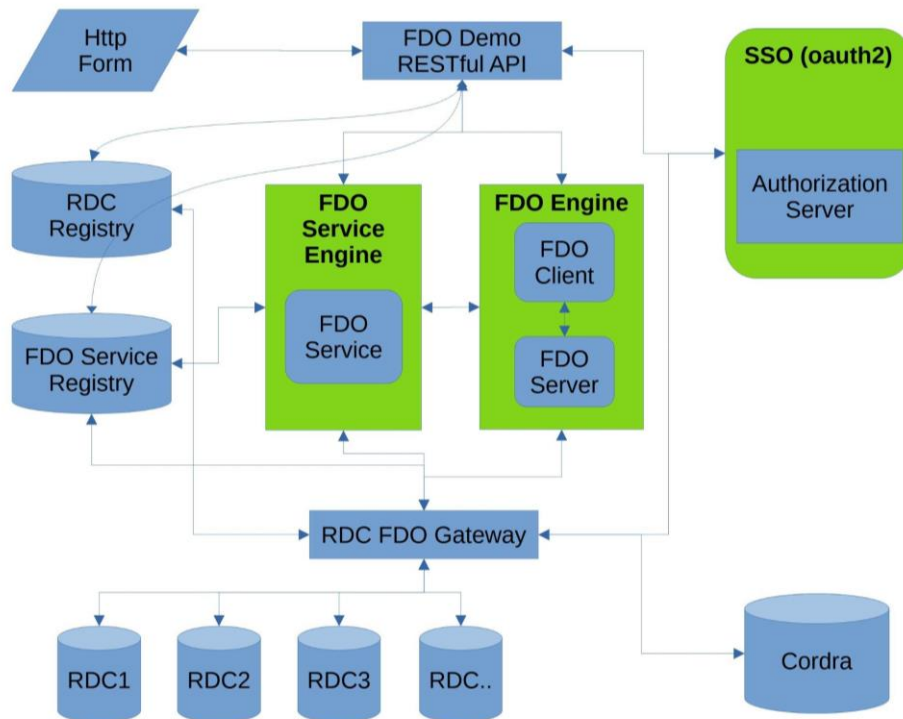 Http
Form
FDO Demo
RESTful API
SSO (oauth2)
Authorization
Server
RDC
Registry
FDO
Service
Engine
FDO
Service
FDO Engine
FDO
Client
FDO
Server
FDO Service
Registry
RDC FDO Gateway
RDC1
RDC2
RDC3
RDC..
Cordra